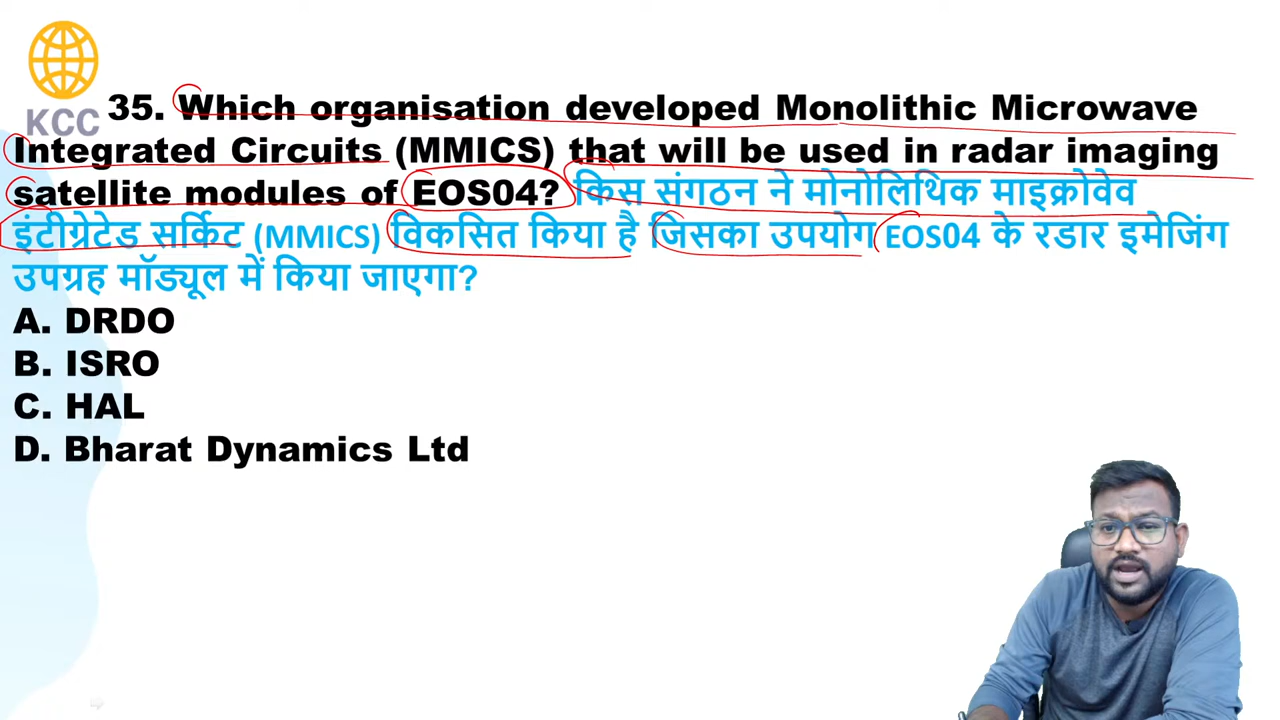 KCC
35. Which organisation developed Monolithic Microwave
Integrated Circuits (MMICS) that will be used in radar imaging
satellite modules of EOS04? किस संगठन ने मोनोलिथिक माइक्रोवेव
इंटीग्रेटेड सर्किट (MMICS) विकसित किया है जिसका उपयोग EOS04 के रडार इमेजिंग
उपग्रह मॉड्यूल में किया जाएगा?
A. DRDO
B. ISRO
C. HAL
D. Bharat Dynamics Ltd